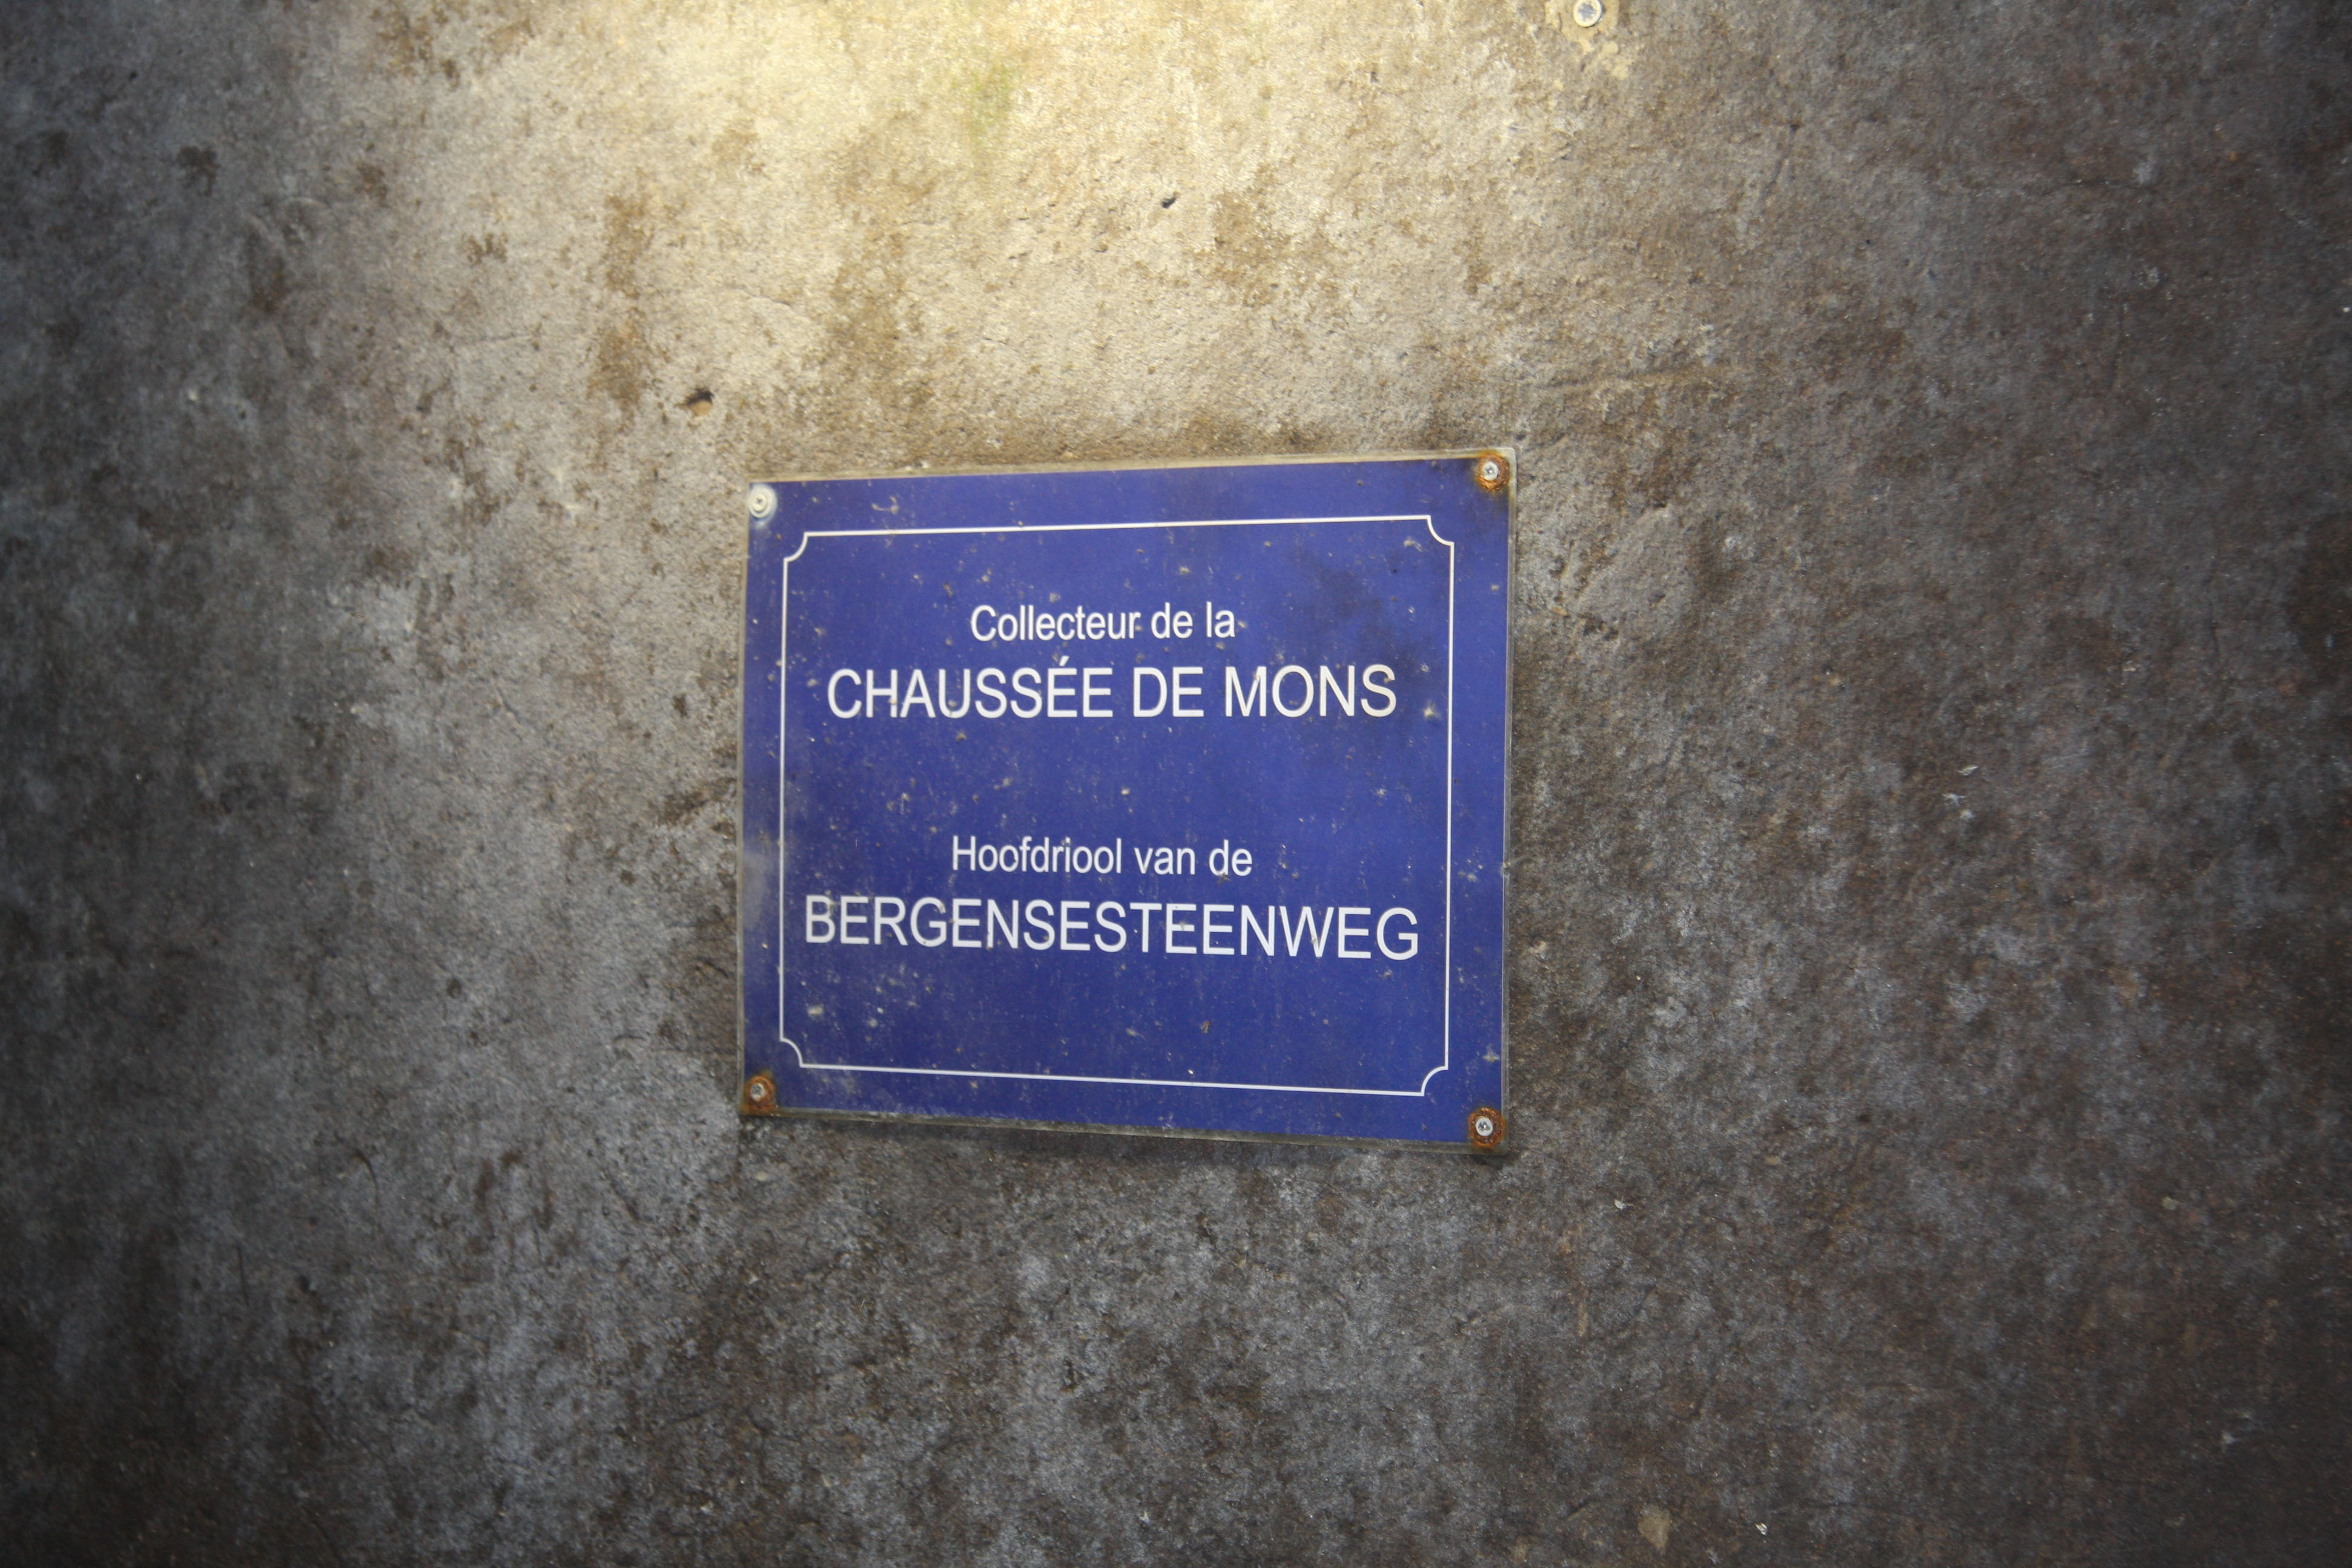 Collecteur de la
CHAUSSÉE DE MONS
Hoofdriool van de
BERGENSESTEENWEG